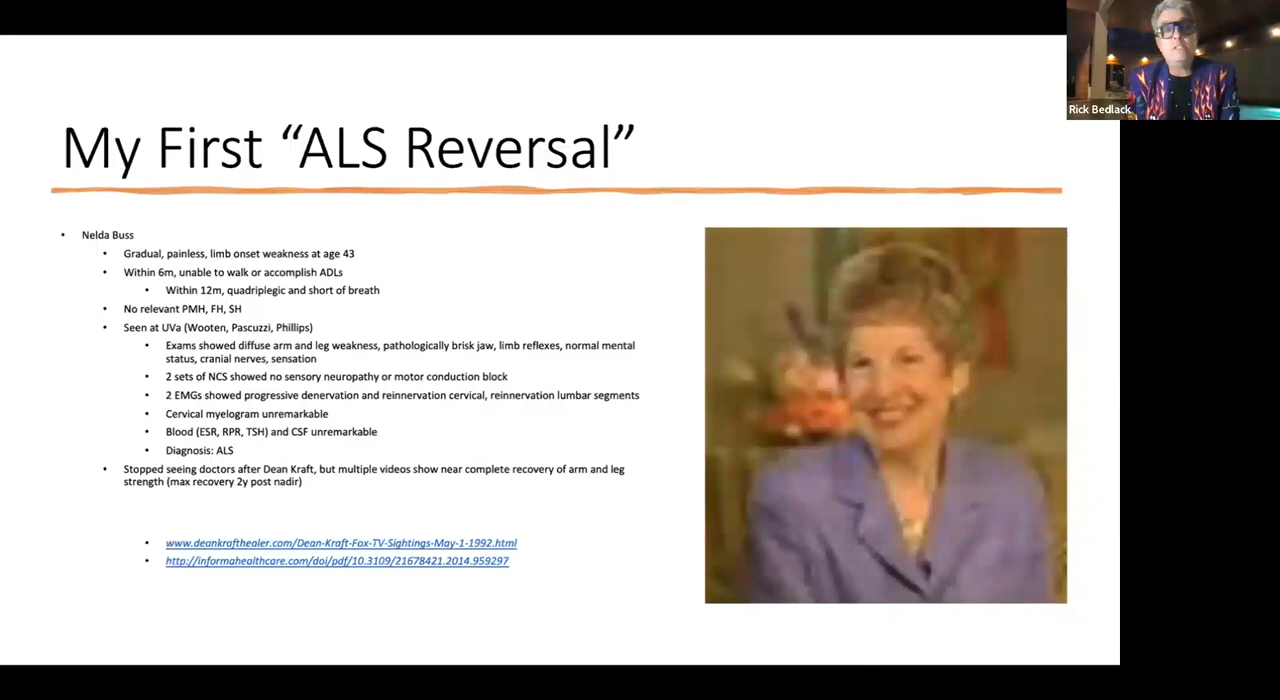 Rick Bedlack
My First “ALS Reversal”
• Nelda Buss
• Gradual, painless, limb onset weakness at age 43
• Within 6m, unable to walk or accomplish ADLs
• Within 12m, quadriplegic and short of breath
• No relevant PMH, FH, SH
• Seen at UVa (Wooten, Pascuzzi, Phillips)
• Exams showed diffuse arm and leg weakness, pathologically brisk jaw, limb reflexes, normal mental
status, cranial nerves, sensation
• 2 sets of NCS showed no sensory neuropathy or motor conduction block
• 2 EMGs showed progressive denervation and reinnervation cervical, reinnervation lumbar segments
• Cervical myelogram unremarkable
• Blood (ESR, RPR, TSH) and CSF unremarkable
• Diagnosis: ALS
• Stopped seeing doctors after Dean Kraft, but multiple videos show near complete recovery of arm and leg
strength (max recovery 2y post nadir)
• www.deankrafthealer.com/Dean-Kraft-Fox-TV-Sightings-May-1-1992.html
• http://informahealthcare.com/doi/pdf/10.3109/21678421.2014.959297